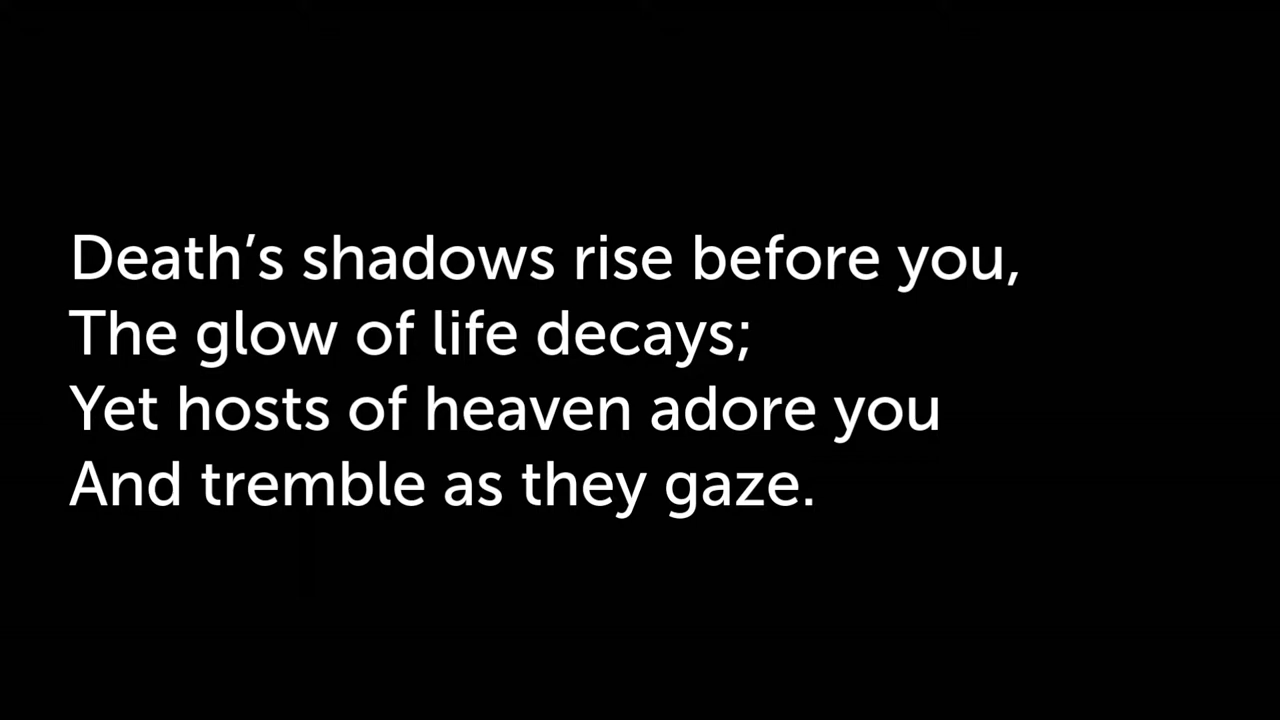 Death’s shadows rise before you,
The glow of life decays;
Yet hosts of heaven adore you
And tremble as they gaze.